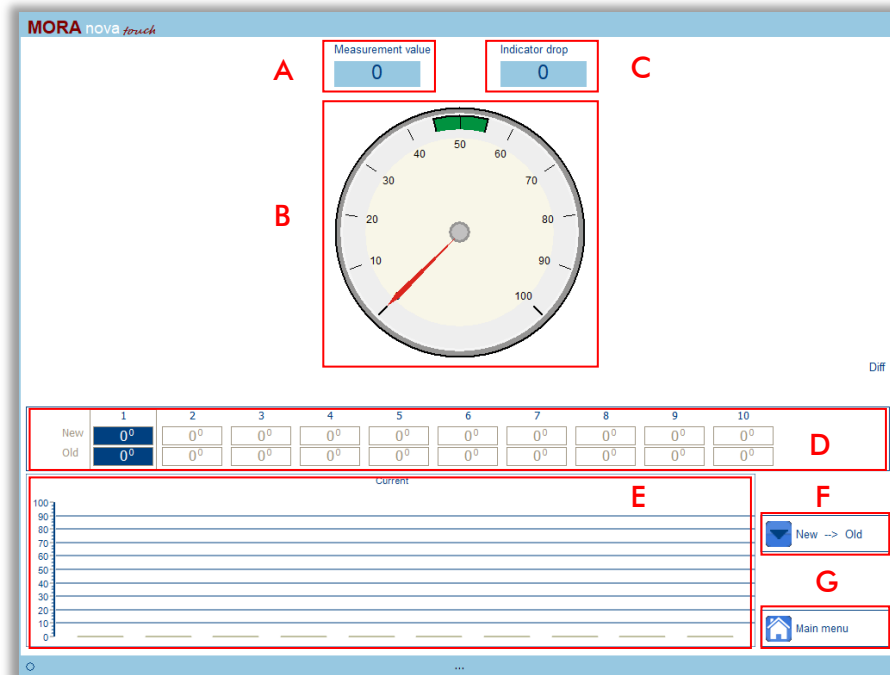 MORA nova touch
Measurement value
Indicator drop
A
0
0
C
50
40
60
30
70
B
20
80
10
90
100
Diff
1 2 3 4 5 6 7 8 9 10
New 0⁰ 0⁰ 0⁰ 0⁰ 0⁰ 0⁰ 0⁰ 0⁰ 0⁰ 0⁰
Old 0⁰ 0⁰ 0⁰ 0⁰ 0⁰ 0⁰ 0⁰ 0⁰ 0⁰ 0⁰
D
Current
E
F
100
90
80
70
60
50
40
30
20
10
0
New --> Old
G
Main menu
...